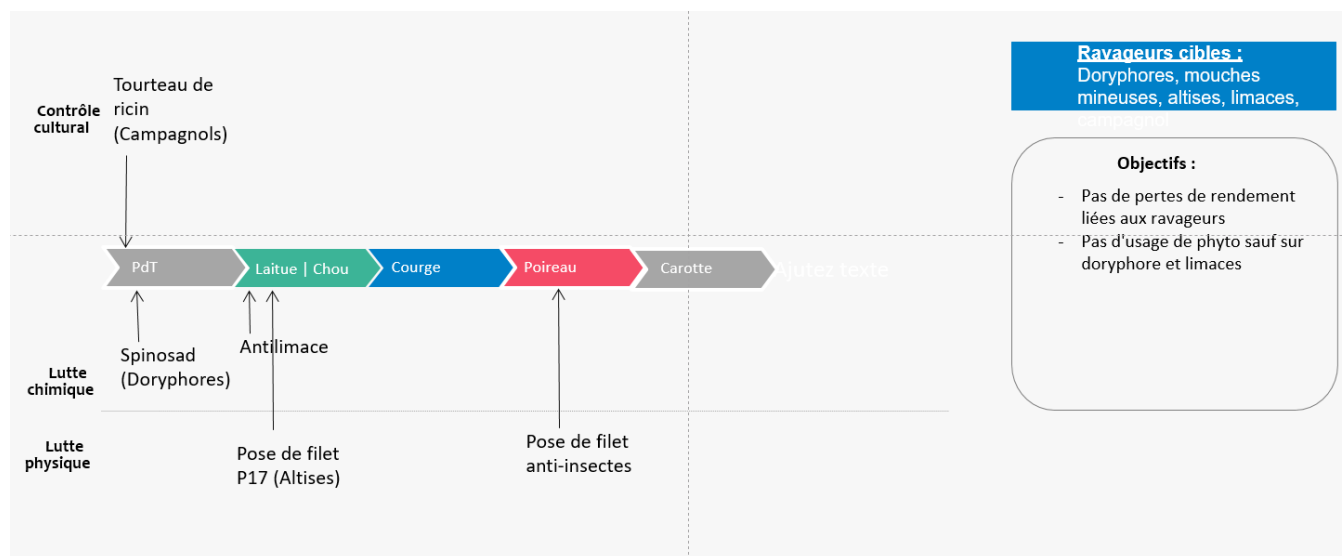 Ravageurs cibles :
Doryphores, mouches
mineuses, altises, limaces,
campagnol
Tourteau de
ricin
(Campagnols)
Contrôle
cultural
Objectifs :
- Pas de pertes de rendement
liées aux ravageurs
- Pas d'usage de phyto sauf sur
doryphore et limaces
PdT
Laitue | Chou
Courge
Poireau
Carotte
Ajutez texte
Spinosad
(Doryphores)
Antilimace
Lutte
chimique
Lutte
physique
Pose de filet
P17 (Altises)
Pose de filet
anti-insectes